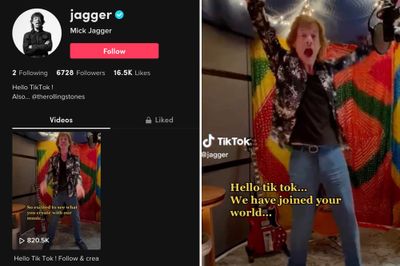 jagger
Mick Jagger
Follow
2 Following 6728 Followers 16.5K Likes
Hello TikTok !
Also... @therollingstones
Videos
Liked
So excited to see what
you create with our
music...
820.5K
Hello Tik Tok ! Follow & crea
TikTok
@jagger
Hello tik tok...
We have joined your
world...